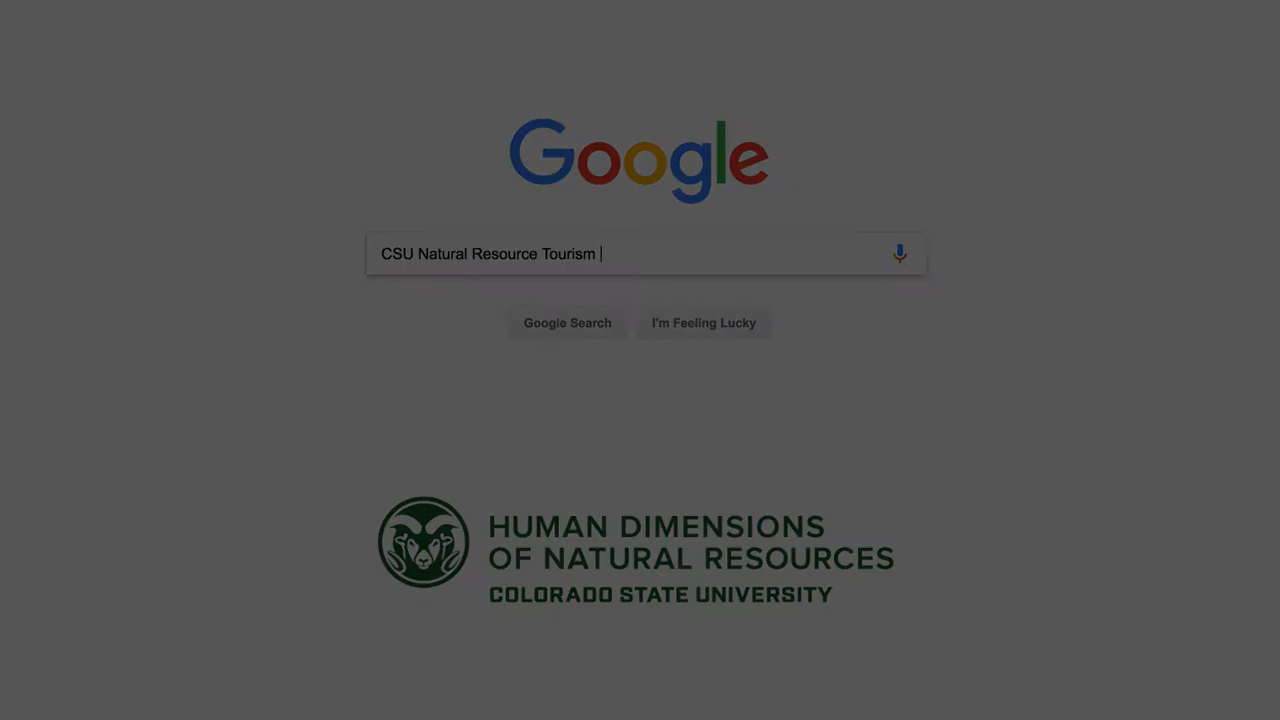 Google
CSU Natural Resource Tourism
Google Search
I'm Feeling Lucky
HUMAN DIMENSIONS
OF NATURAL RESOURCES
COLORADO STATE UNIVERSITY